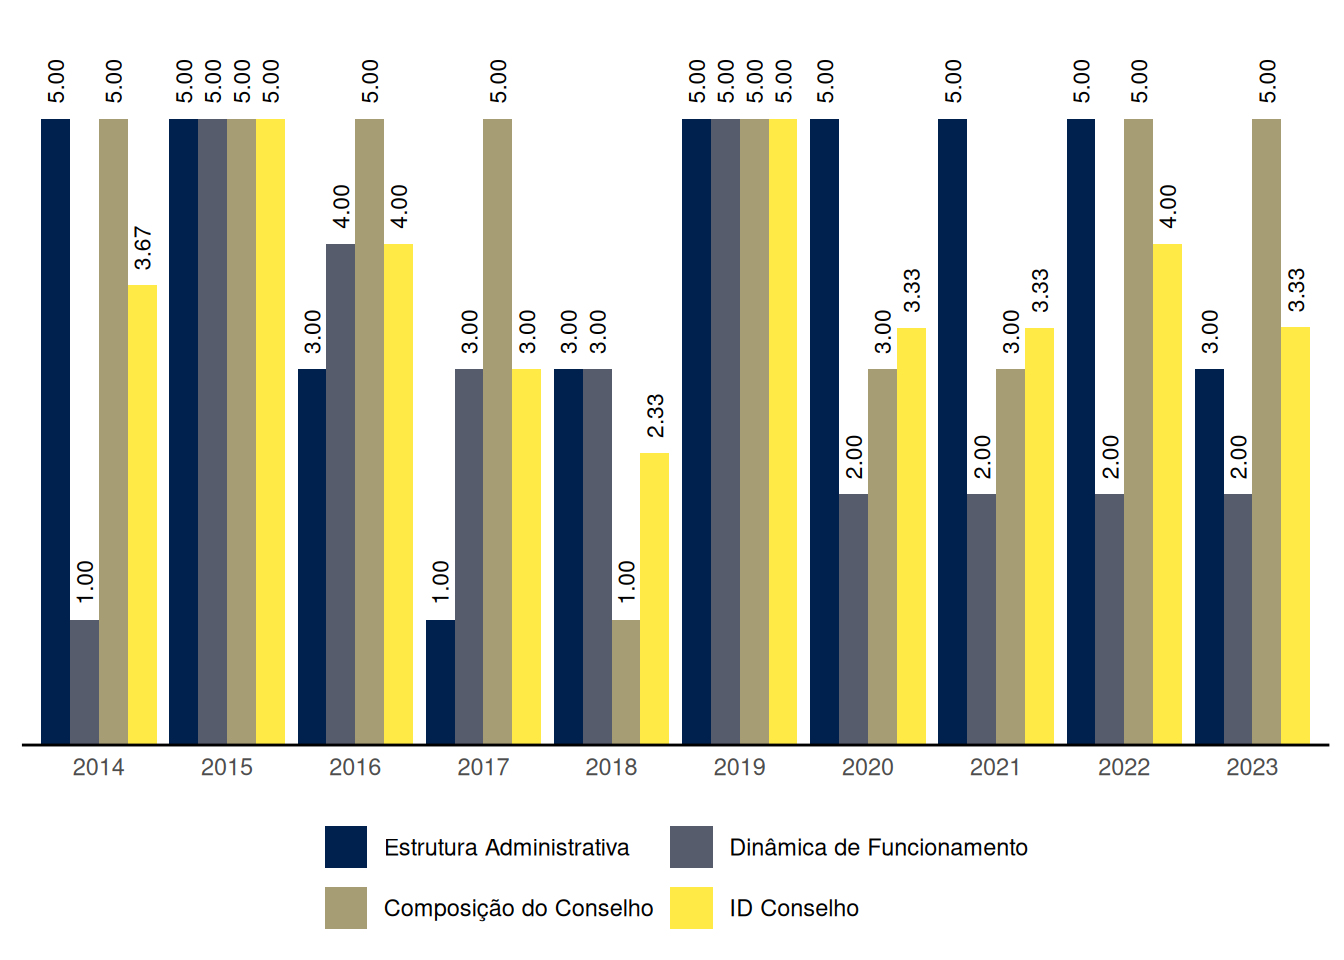 5.00 1.00 5.00 3.67 5.00 5.00 5.00 5.00 3.00 4.00 5.00 4.00 1.00 3.00 5.00 3.00 3.00 3.00 1.00 2.33 5.00 5.00 5.00 5.00 5.00 2.00 3.00 3.33 5.00 2.00 3.00 3.33 5.00 2.00 5.00 4.00 3.00 2.00 5.00 3.33
2014 2015 2016 2017 2018 2019 2020 2021 2022 2023
Estrutura Administrativa Dinâmica de Funcionamento
Composição do Conselho ID Conselho